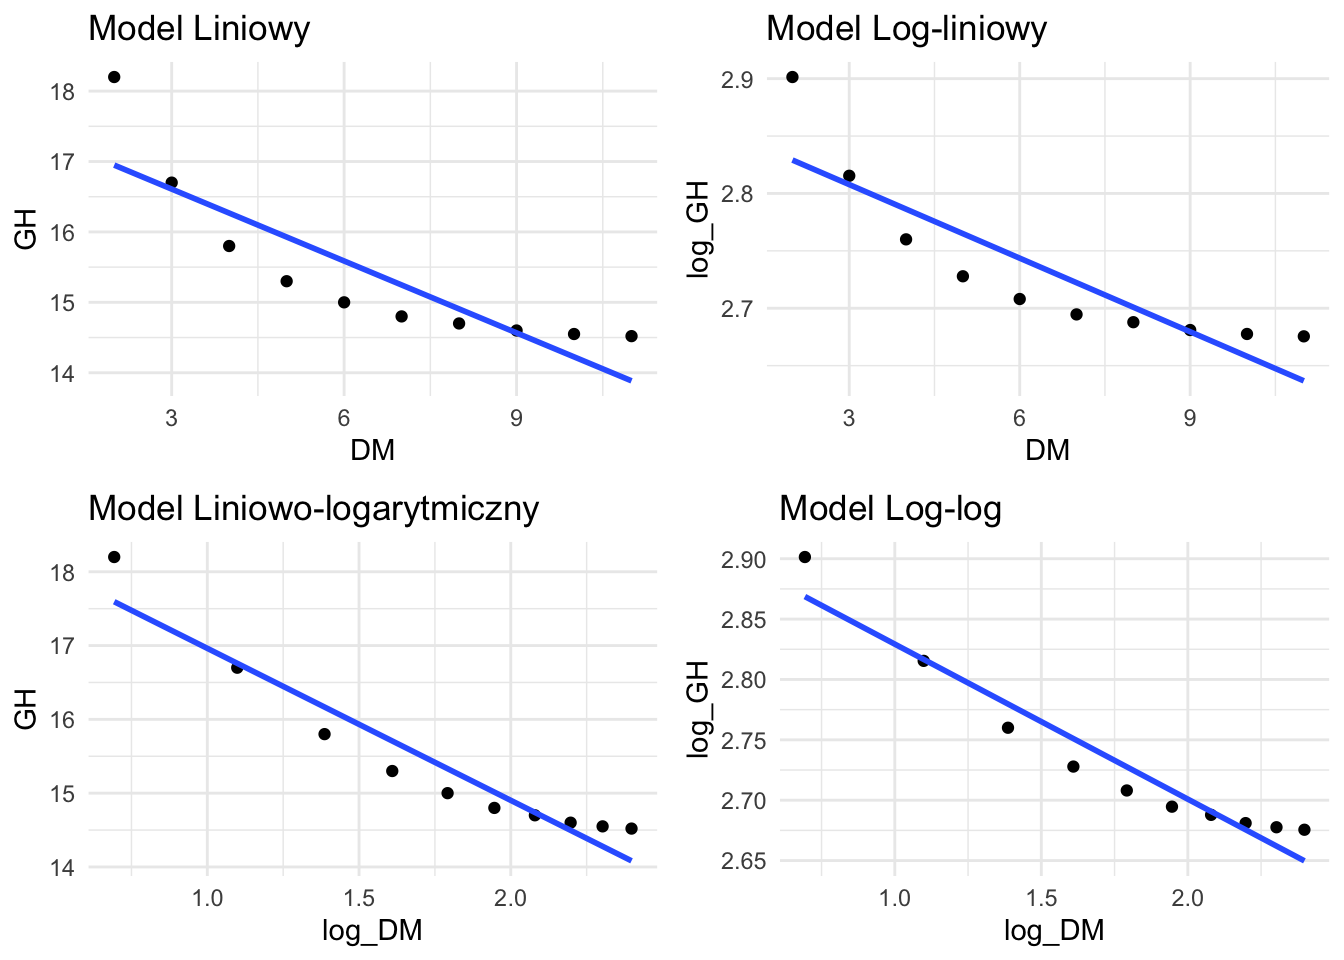 Model Liniowy
18
17
16
15
14
GH
3 6 9
DM
Model Log-liniowy
2.9
2.8
2.7
log_GH
3 6 9
DM
Model Liniowo-logarytmiczny
18
17
16
15
14
GH
1.0 1.5 2.0
log_DM
Model Log-log
2.90
2.85
2.80
2.75
2.70
2.65
log_GH
1.0 1.5 2.0
log_DM